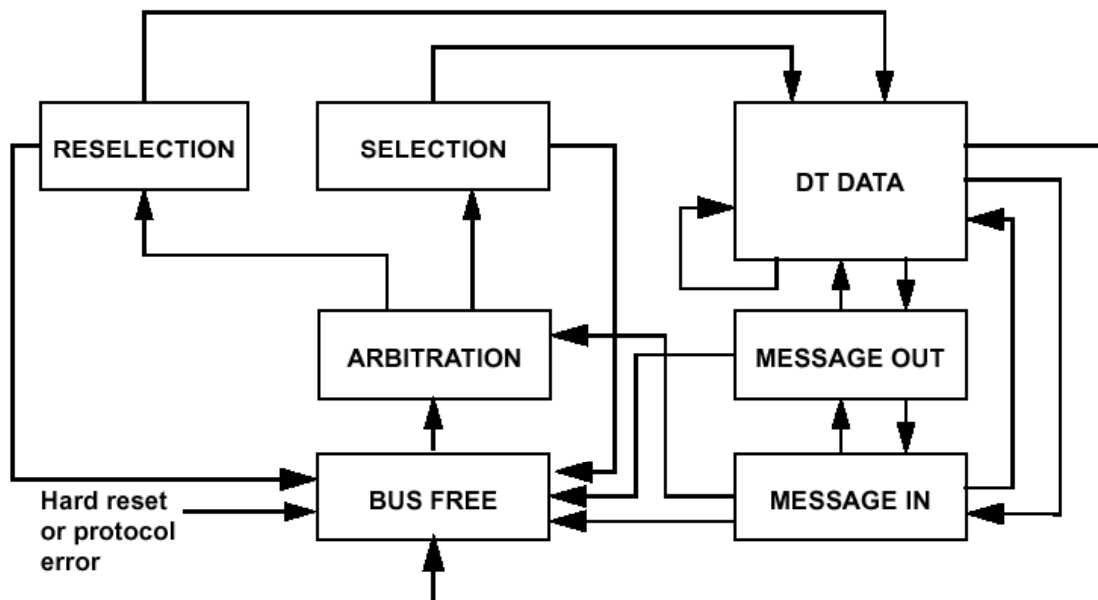 RESELECTION
SELECTION
DT DATA
ARBITRATION
MESSAGE OUT
BUS FREE
MESSAGE IN
Hard reset
or protocol
error